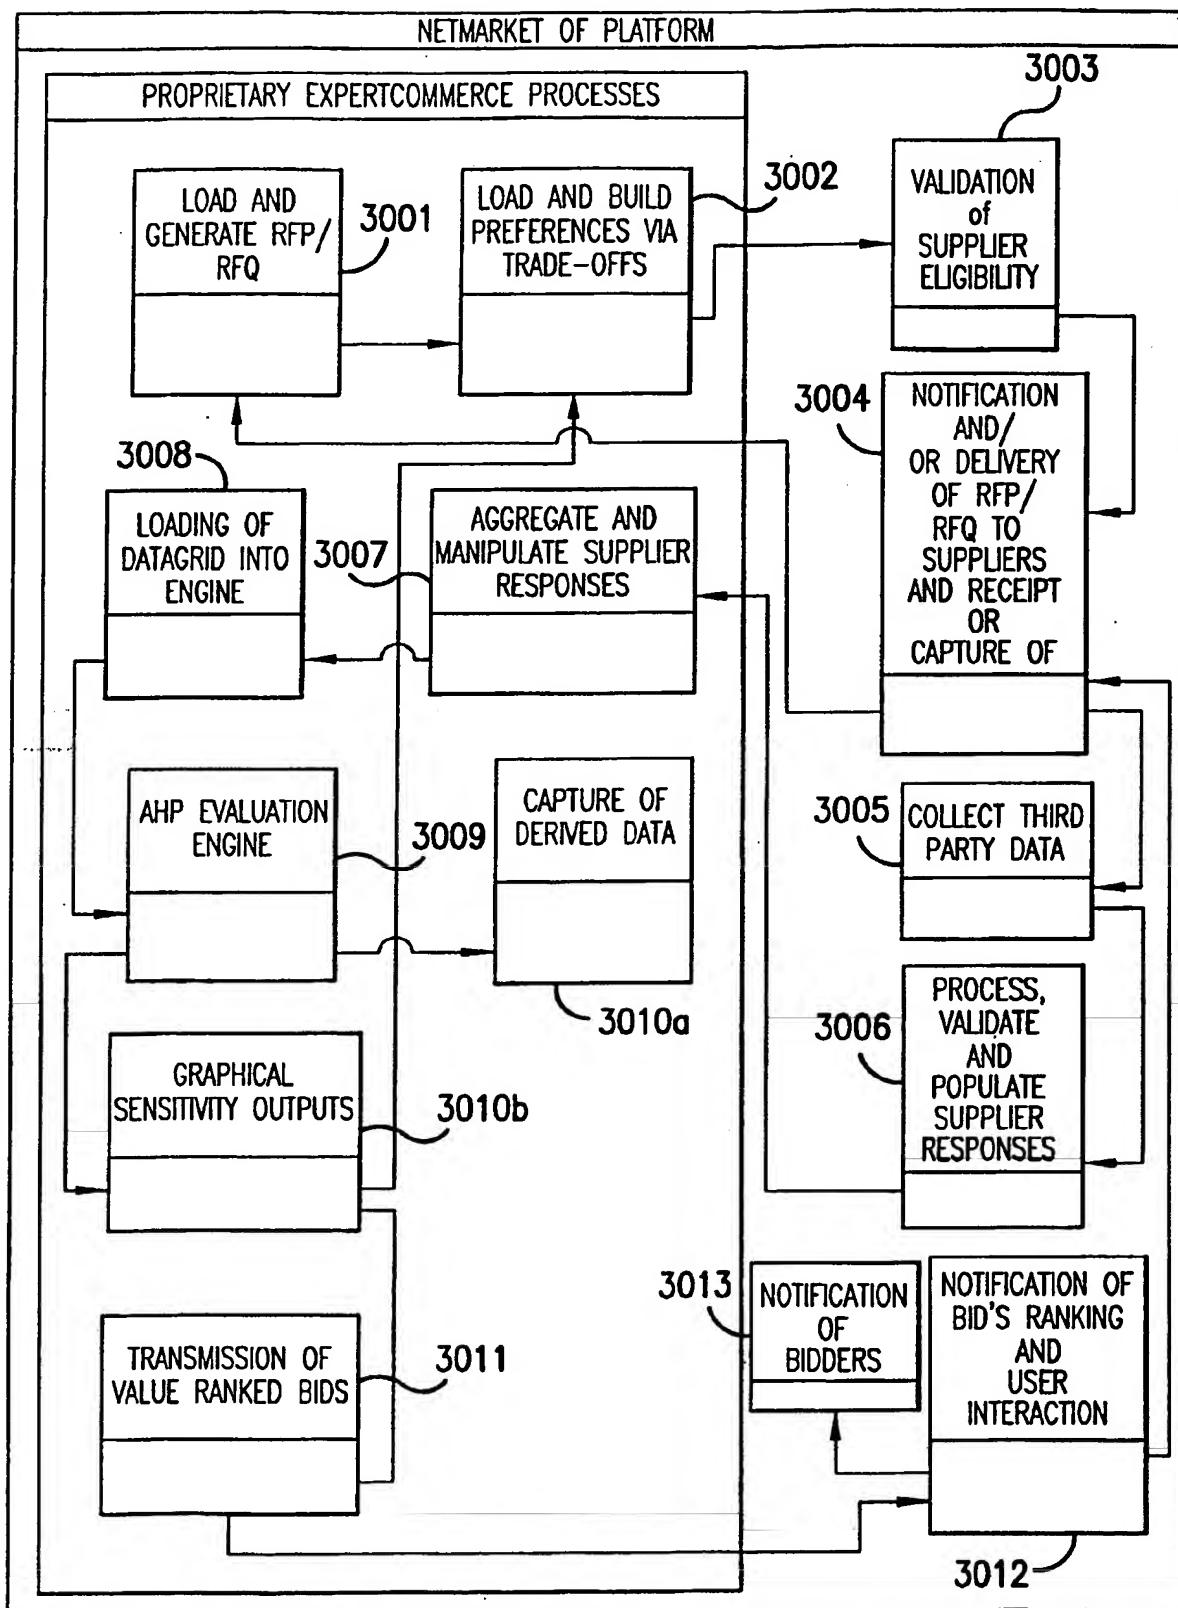 NETMARKET OF PLATFORM
PROPRIETARY EXPERTCOMMERCE PROCESSES
3003
LOAD AND
GENERATE RFP/
RFQ
3001
LOAD AND BUILD
PREFERENCES VIA
TRADE-OFFS
3002
VALIDATION
of
SUPPLIER
ELIGIBILITY
3004
NOTIFICATION
AND/
OR DELIVERY
OF RFP/
RFQ TO
SUPPLIERS
AND RECEIPT
OR
CAPTURE OF
3008
LOADING OF
DATAGRID INTO
ENGINE
3007
AGGREGATE AND
MANIPULATE SUPPLIER
RESPONSES
AHP EVALUATION
ENGINE
3009
CAPTURE OF
DERIVED DATA
3010a
3005
COLLECT THIRD
PARTY DATA
3006
PROCESS,
VALIDATE
AND
POPULATE
SUPPLIER
RESPONSES
GRAPHICAL
SENSITIVITY OUTPUTS
3010b
TRANSMISSION OF
VALUE RANKED BIDS
3011
3013
NOTIFICATION
OF
BIDDERS
NOTIFICATION OF
BID'S RANKING
AND
USER
INTERACTION
3012